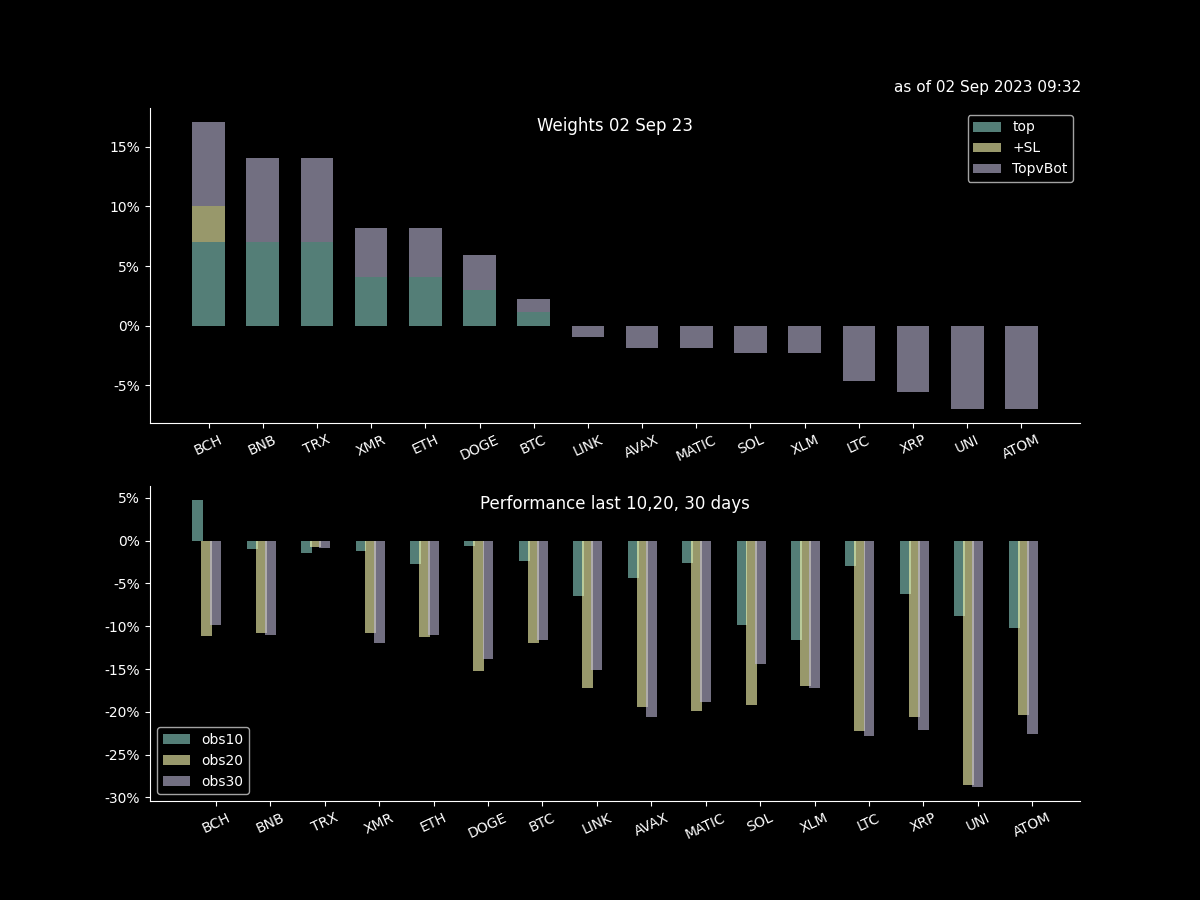 as of 02 Sep 2023 09:32
Weights 02 Sep 23
top
+SL
TopvBot
15%
10%
5%
0%
-5%
BCH BNB TRX XMR ETH DOGE BTC LINK AVAX MATIC SOL XLM LTC XRP UNI ATOM
Performance last 10,20, 30 days
5%
0%
-5%
-10%
-15%
-20%
-25%
-30%
obs10
obs20
obs30
BCH BNB TRX XMR ETH DOGE BTC LINK AVAX MATIC SOL XLM LTC XRP UNI ATOM